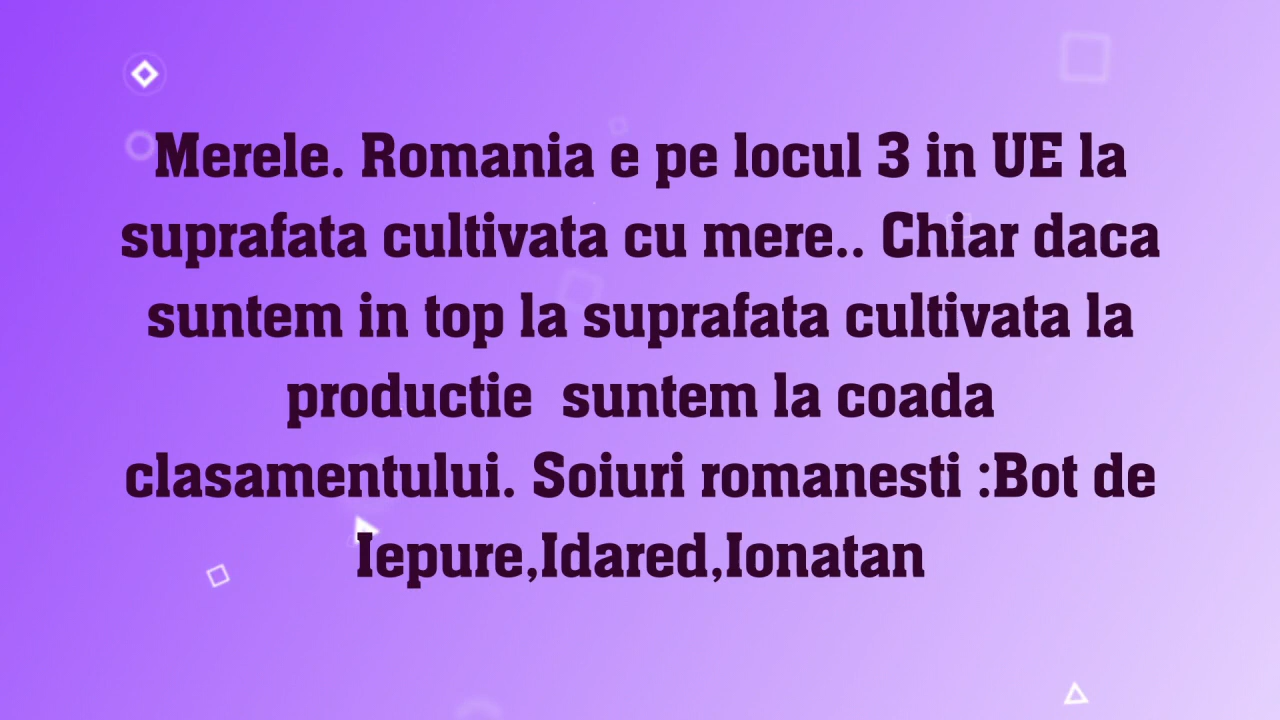 Merele. Romania e pe locul 3 in UE la
suprafata cultivata cu mere.. Chiar daca
suntem in top la suprafata cultivata la
productie  suntem la coada
clasamentului. Soiuri romanesti :Bot de
Iepure,Idared,Ionatan